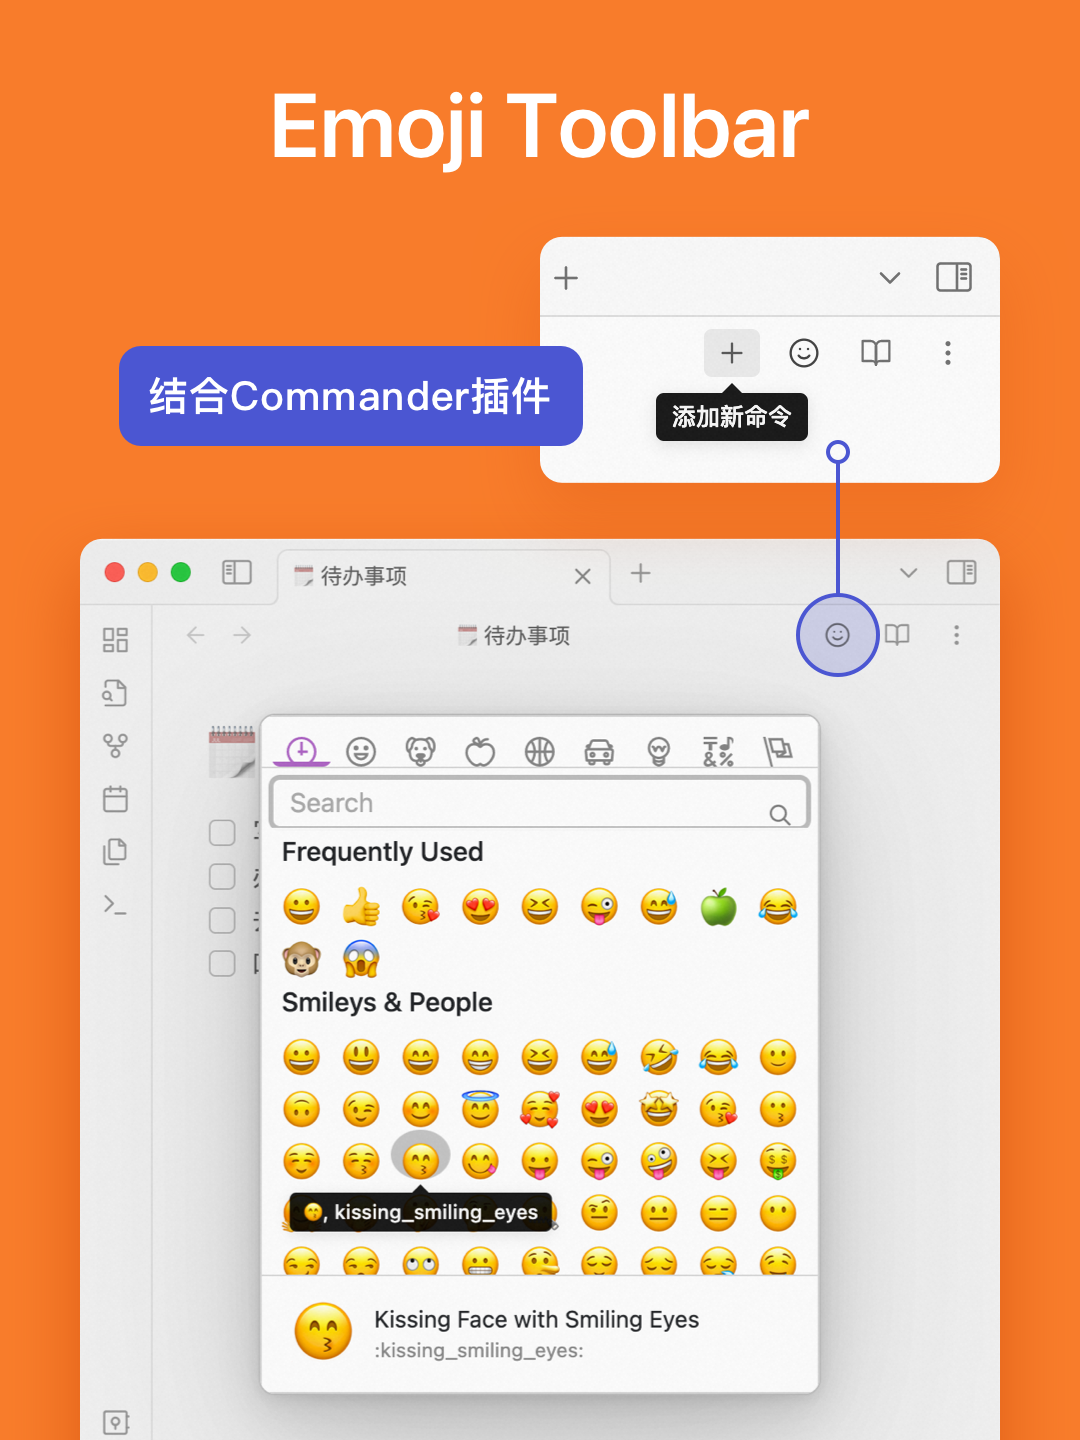 Emoji Toolbar
结合Commander插件
添加新命令
待办事项
待办事项
Search
Frequently Used
Smileys & People
, kissing_smiling_eyes
Kissing Face with Smiling Eyes
:kissing_smiling_eyes: